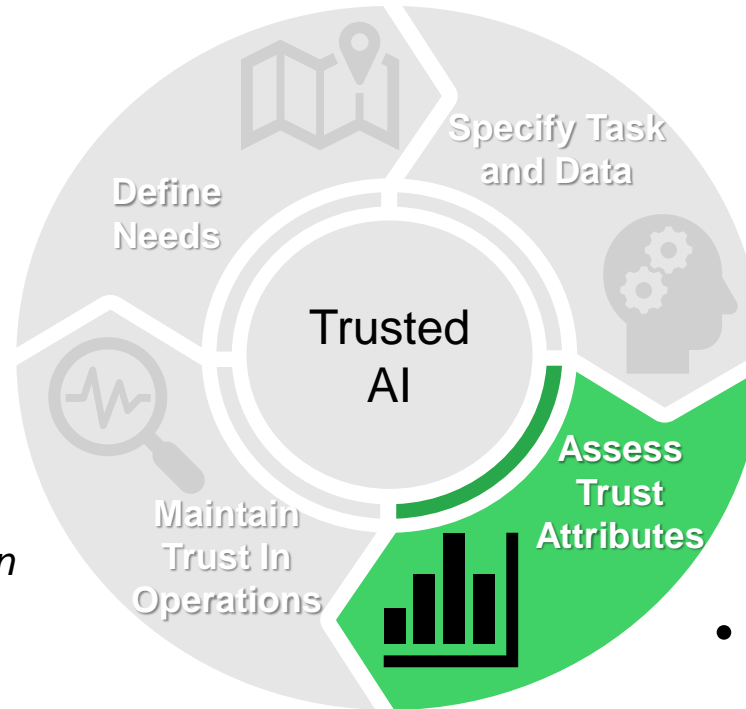 Specify Task
and Data
Define
Needs
Trusted
AI
Assess
Trust
Attributes
Maintain
Trust In
Operations
n
•